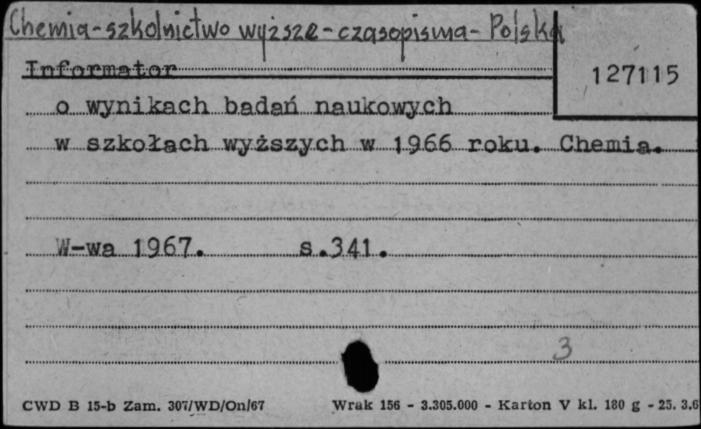 Chemia-szkolnictwo wyższe-czasopisma-Polska
Informator
127115
o wynikach badań naukowych
w szkołach wyższych w 1966 roku. Chemia.
W-wa 1967. s.341.
3
CWD B 15-b Zam. 307/WD/On/67 Wrak 156 - 3.305.000 - Karton V kl. 180 g - 25. 3.6